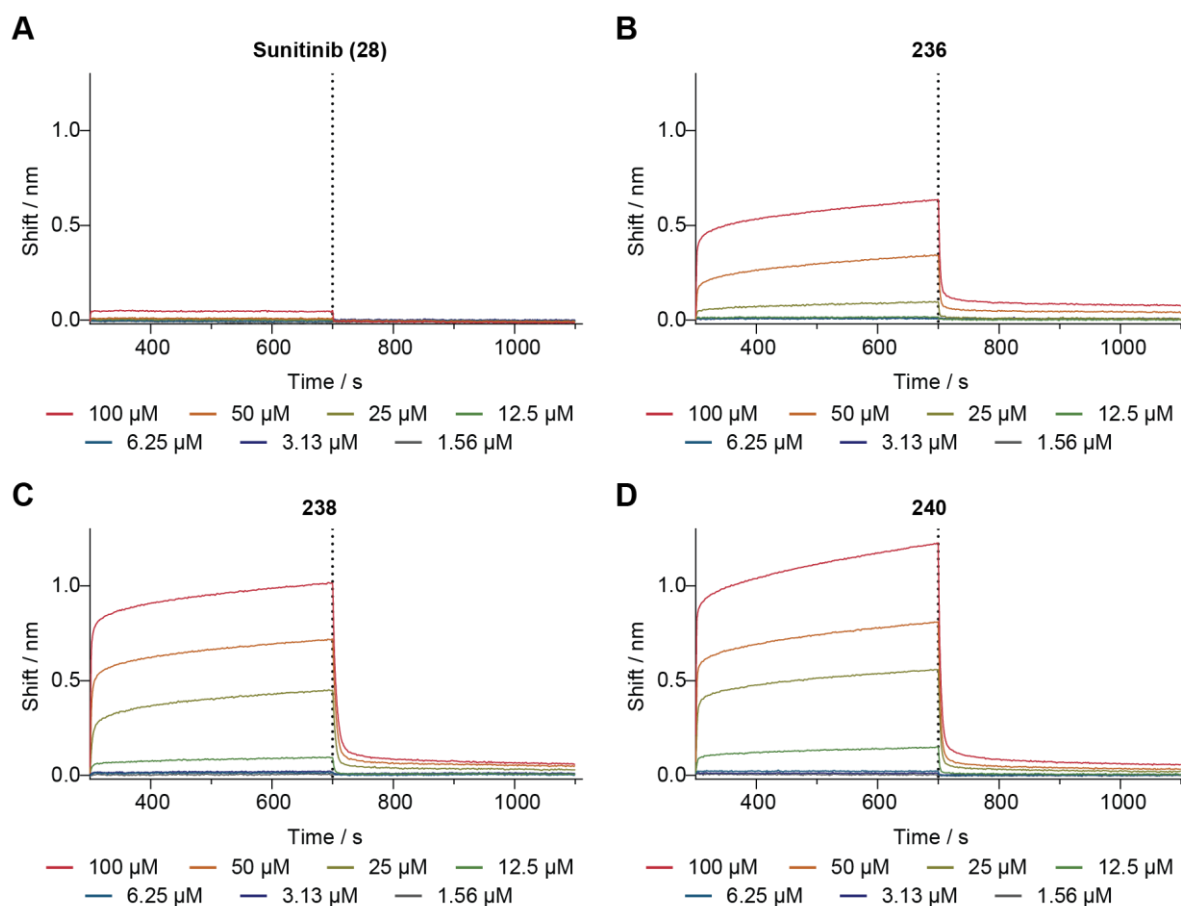 A
Sunitinib (28)
Shift / nm
1.0
0.5
0.0
400 600 800 1000
Time / s
100 µM 50 µM 25 µM 12.5 µM
6.25 µM 3.13 µM 1.56 µM
B
236
Shift / nm
1.0
0.5
0.0
400 600 800 1000
Time / s
100 µM 50 µM 25 µM 12.5 µM
6.25 µM 3.13 µM 1.56 µM
C
238
Shift / nm
1.0
0.5
0.0
400 600 800 1000
Time / s
100 µM 50 µM 25 µM 12.5 µM
6.25 µM 3.13 µM 1.56 µM
D
240
Shift / nm
1.0
0.5
0.0
400 600 800 1000
Time / s
100 µM 50 µM 25 µM 12.5 µM
6.25 µM 3.13 µM 1.56 µM